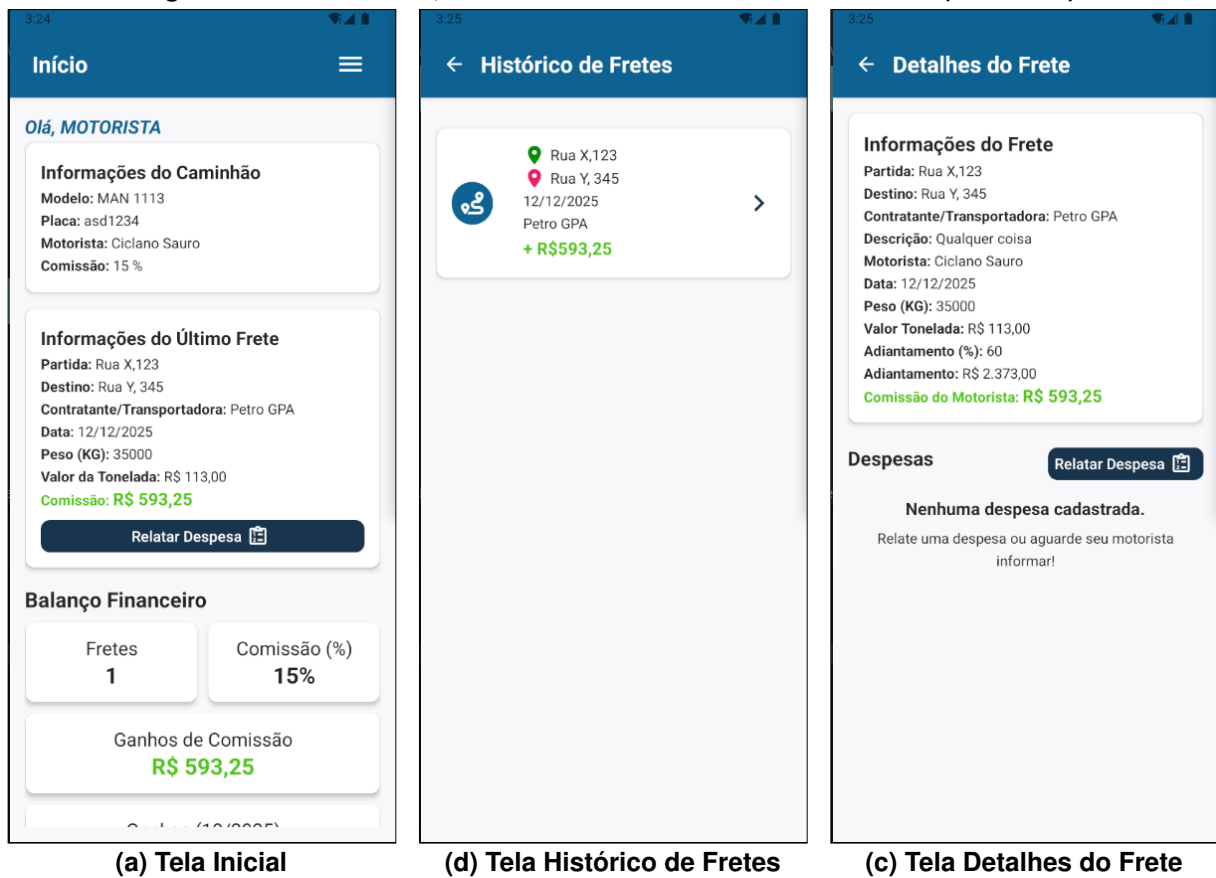 3:24
Início
Olá, MOTORISTA
Informações do Caminhão
Modelo: MAN 1113
Placa: asd1234
Motorista: Ciclano Sauro
Comissão: 15 %
Informações do Último Frete
Partida: Rua X,123
Destino: Rua Y, 345
Contratante/Transportadora: Petro GPA
Data: 12/12/2025
Peso (KG): 35000
Valor da Tonelada: R$ 113,00
Comissão: R$ 593,25
Relatar Despesa
Balanço Financeiro
Fretes
1
Comissão (%)
15%
Ganhos de Comissão
R$ 593,25
(a) Tela Inicial
3:25
Histórico de Fretes
Rua X,123
Rua Y, 345
12/12/2025
Petro GPA
+ R$593,25
(d) Tela Histórico de Fretes
3:25
Detalhes do Frete
Informações do Frete
Partida: Rua X,123
Destino: Rua Y, 345
Contratante/Transportadora: Petro GPA
Descrição: Qualquer coisa
Motorista: Ciclano Sauro
Data: 12/12/2025
Peso (KG): 35000
Valor Tonelada: R$ 113,00
Adiantamento (%): 60
Adiantamento: R$ 2.373,00
Comissão do Motorista: R$ 593,25
Despesas
Relatar Despesa
Nenhuma despesa cadastrada.
Relate uma despesa ou aguarde seu motorista
informar!
(c) Tela Detalhes do Frete